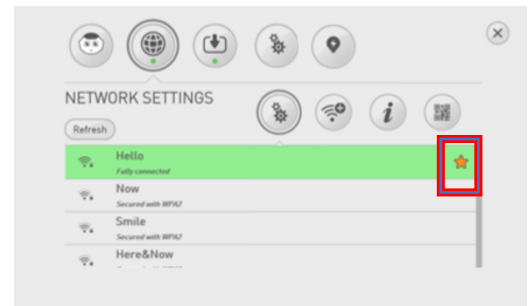 NETWORK SETTINGS
Refresh
Hello
Fully connected
Now
Secured with WPA2
Smile
Secured with WPA2
Here&Now